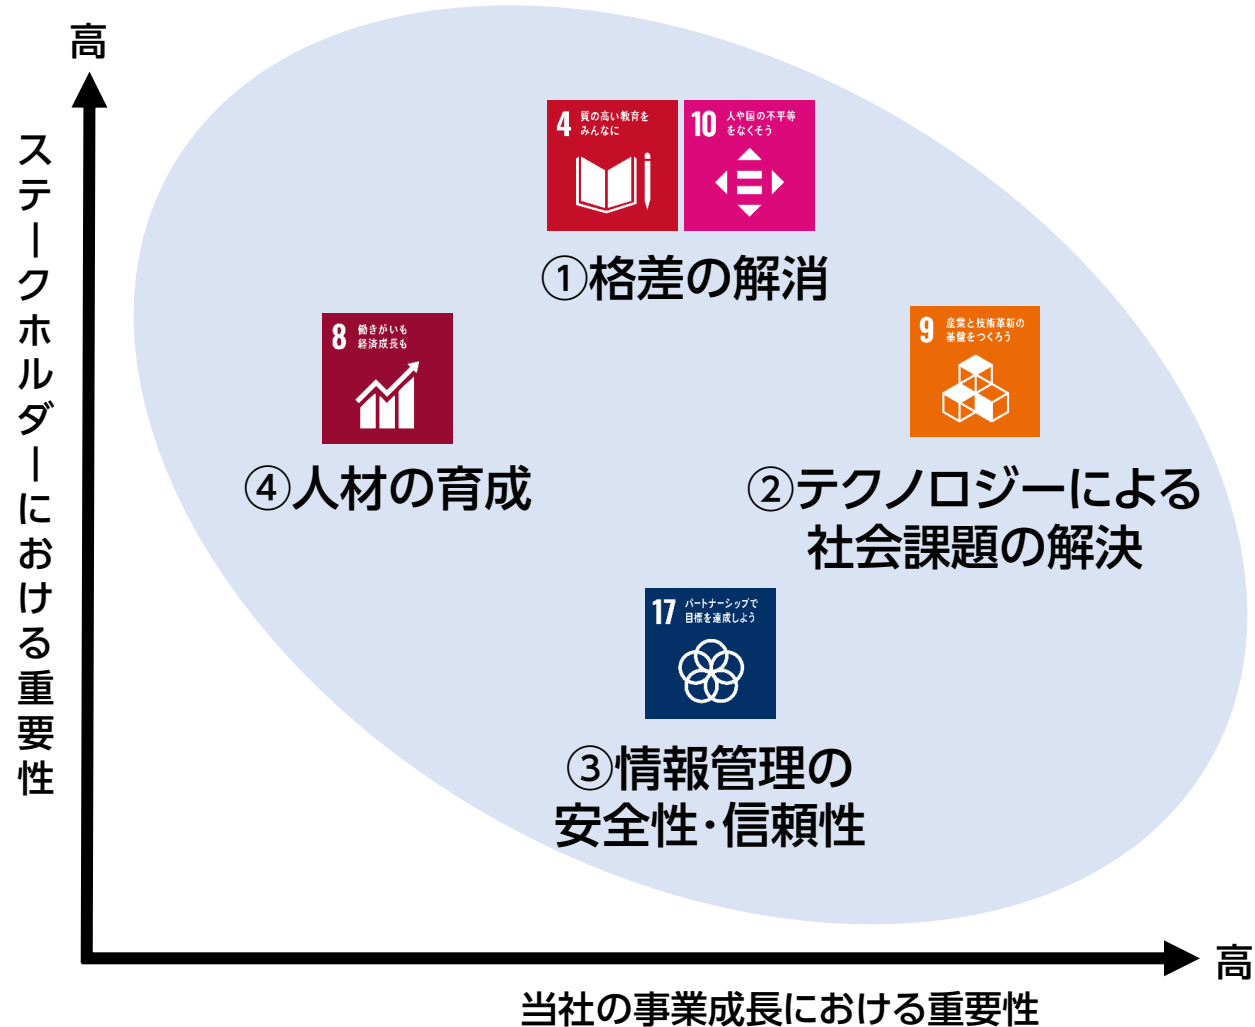 高
ステークホルダーにおける重要性
4 質の高い教育を
みんなに
10 人や国の不平等
をなくそう
①格差の解消
8 働きがいも
経済成長も
④人材の育成
9 産業と技術革新の
基盤をつくろう
②テクノロジーによる
社会課題の解決
17 パートナーシップで
目標を達成しよう
③情報管理の
安全性・信頼性
高
当社の事業成長における重要性